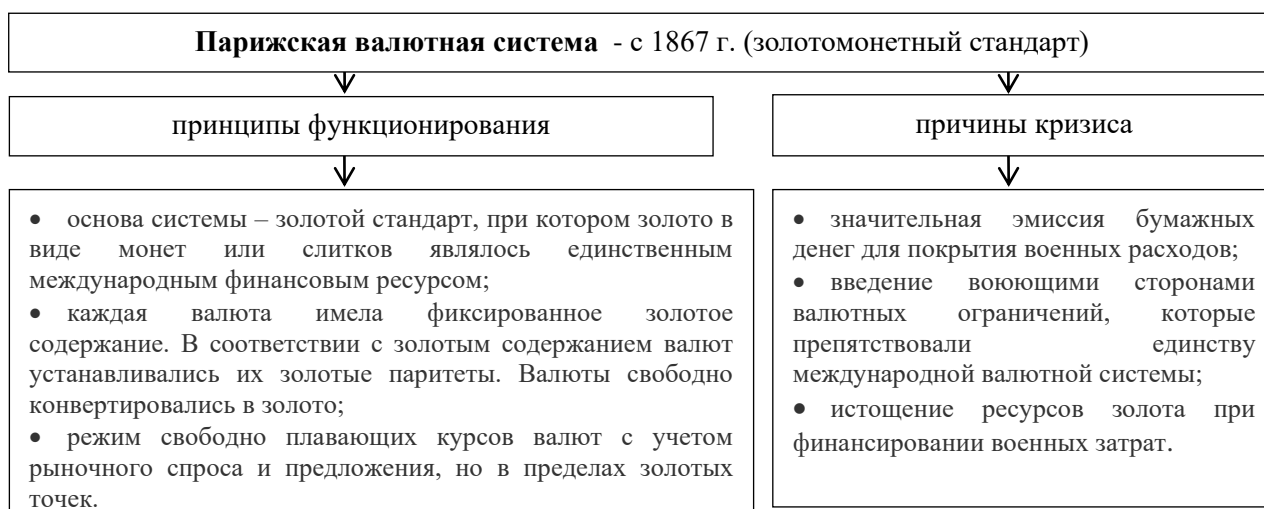 Парижская валютная система - с 1867 г. (золотомонетный стандарт)
принципы функционирования
причины кризиса
• основа системы – золотой стандарт, при котором золото в
виде монет или слитков являлось единственным
международным финансовым ресурсом;
• каждая валюта имела фиксированное золотое
содержание. В соответствии с золотым содержанием валют
устанавливались их золотые паритеты. Валюты свободно
конвертировались в золото;
• режим свободно плавающих курсов валют с учетом
рыночного спроса и предложения, но в пределах золотых
точек.
• значительная эмиссия бумажных
денег для покрытия военных расходов;
• введение воюющими сторонами
валютных ограничений, которые
препятствовали единству
международной валютной системы;
• истощение ресурсов золота при
финансировании военных затрат.